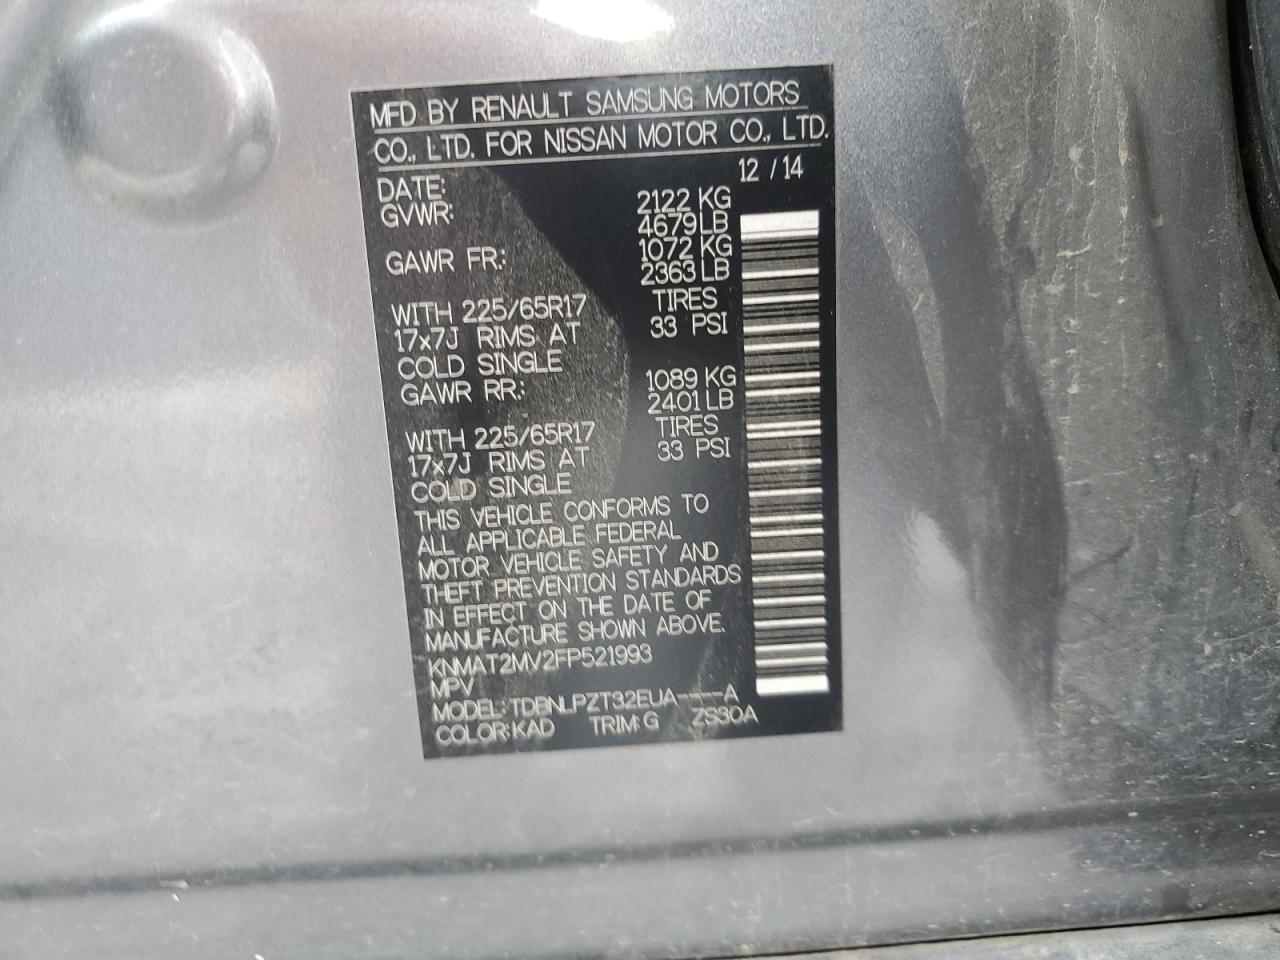 MFD BY RENAULT SAMSUNG MOTORS
CO., LTD. FOR NISSAN MOTOR CO., LTD.
DATE: 12 / 14
GVWR: 2122 KG
4679 LB
GAWR FR: 1072 KG
2363 LB
WITH 225/65R17 TIRES
17x7J RIMS AT 33 PSI
COLD SINGLE
GAWR RR: 1089 KG
2401 LB
WITH 225/65R17 TIRES
17x7J RIMS AT 33 PSI
COLD SINGLE
THIS VEHICLE CONFORMS TO
ALL APPLICABLE FEDERAL
MOTOR VEHICLE SAFETY AND
THEFT PREVENTION STANDARDS
IN EFFECT ON THE DATE OF
MANUFACTURE SHOWN ABOVE.
KNMAT2MV2FP521993
MPV
MODEL: TDBNLPZT32EUA----A
COLOR: KAD TRIM: G ZS30A